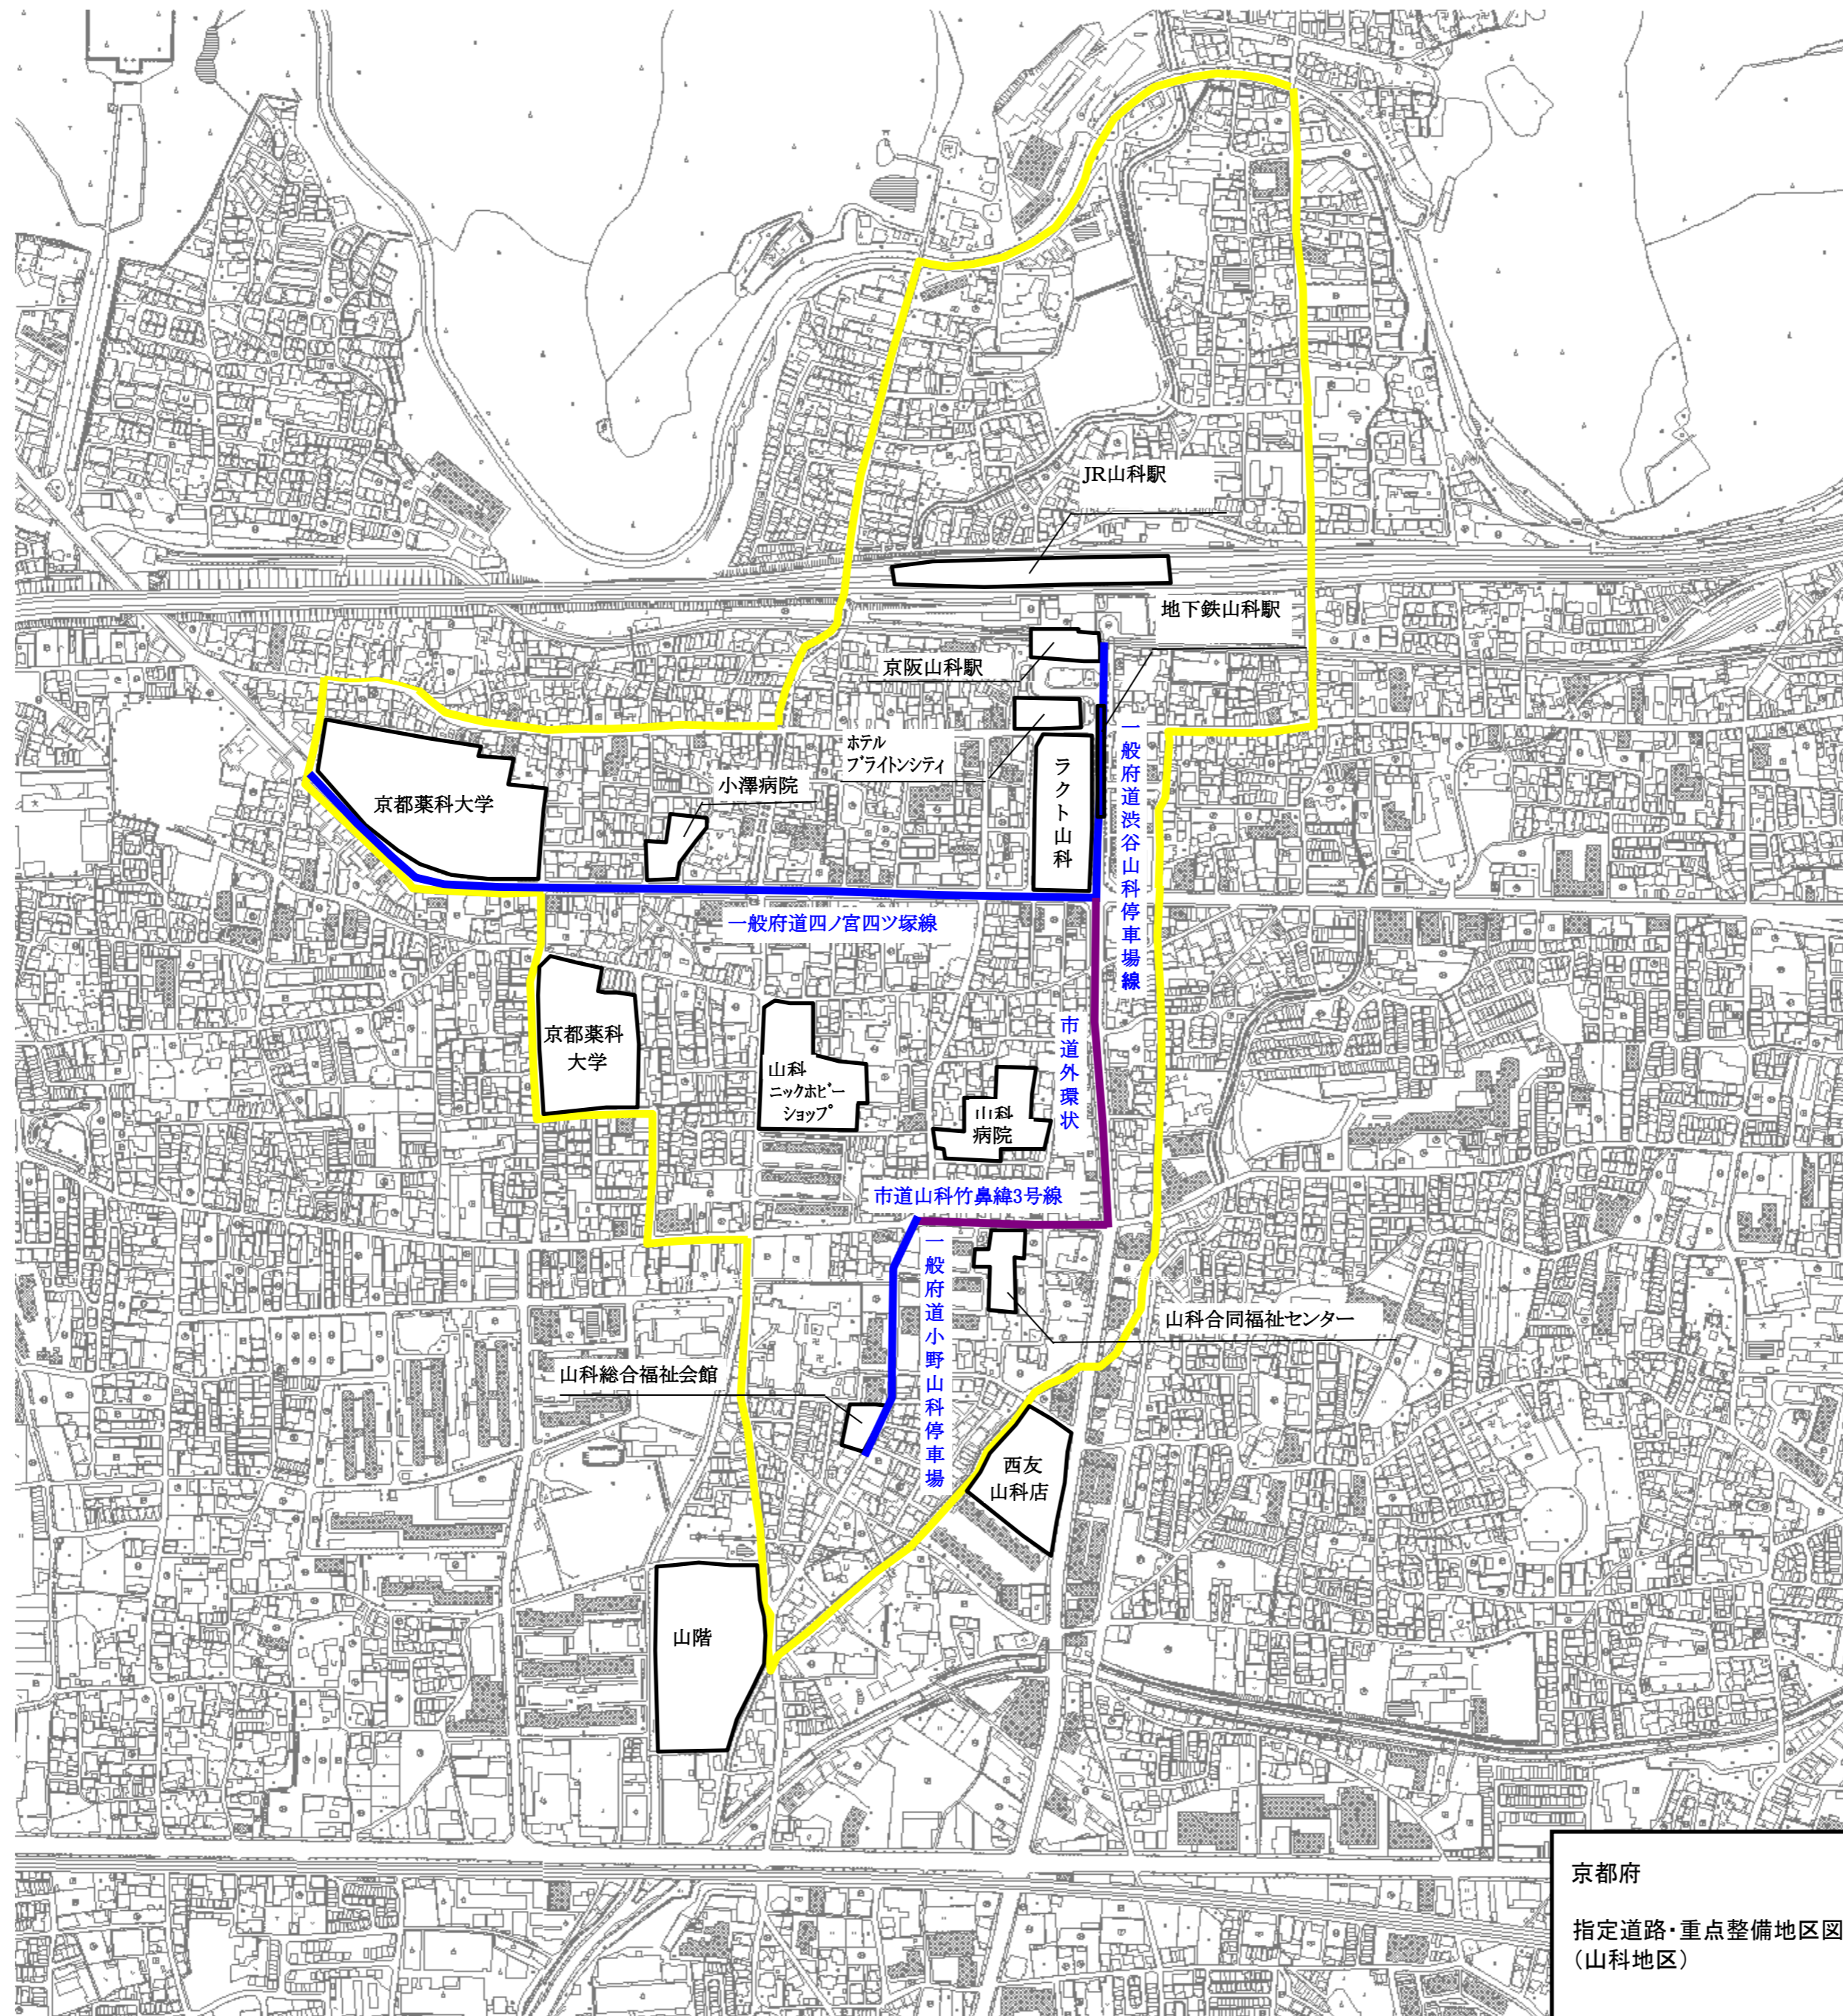 JR山科駅
地下鉄山科駅
京阪山科駅
ホテル
ブライトンシティ
ラクト山科
一般府道渋谷山科停車場線
小澤病院
京都薬科大学
一般府道四ノ宮四ツ塚線
京都薬科
大学
山科
ニックホビー
ショップ
山科
病院
市道外環状
市道山科竹鼻緯3号線
一般府道小野山科停車場
山科合同福祉センター
山科総合福祉会館
西友
山科店
山階
京都府
指定道路・重点整備地区図
(山科地区)